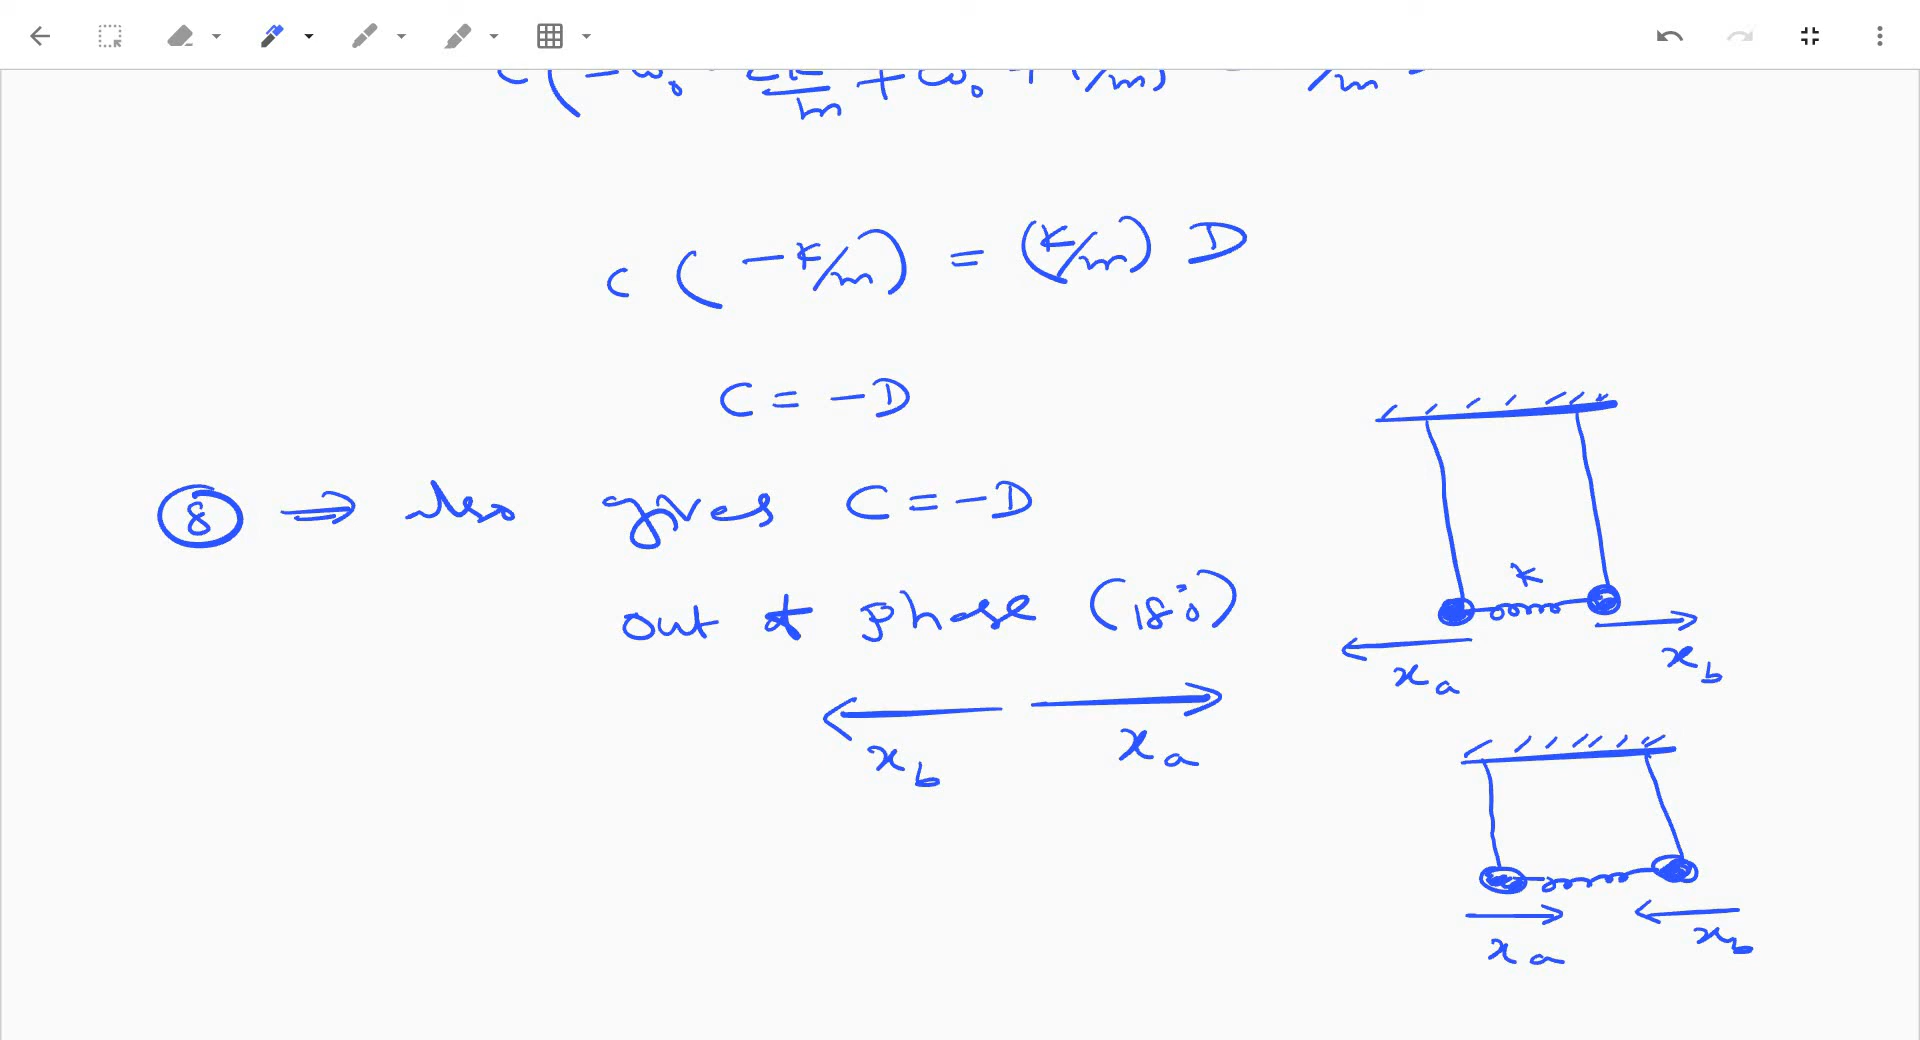 C (-K/m) = (K/m) D
C = -D
⑧ ⇒ Also gives C = -D
out of phase (180)
x_b x_a
K
x_a x_b
x_a x_b